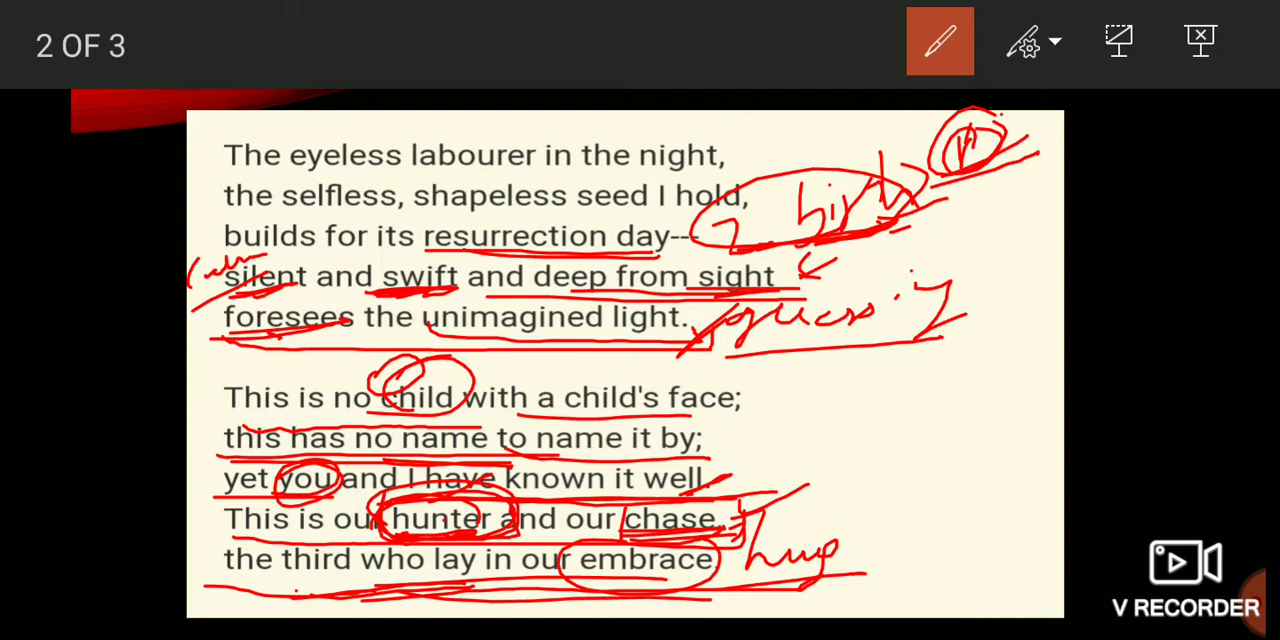 2 OF 3
The eyeless labourer in the night,
the selfless, shapeless seed I hold,
builds for its resurrection day---
silent and swift and deep from sight
foresees the unimagined light.
birth
guess
This is no child with a child's face;
this has no name to name it by;
yet you and I have known it well.
This is our hunter and our chase,
the third who lay in our embrace.
hug
V RECORDER